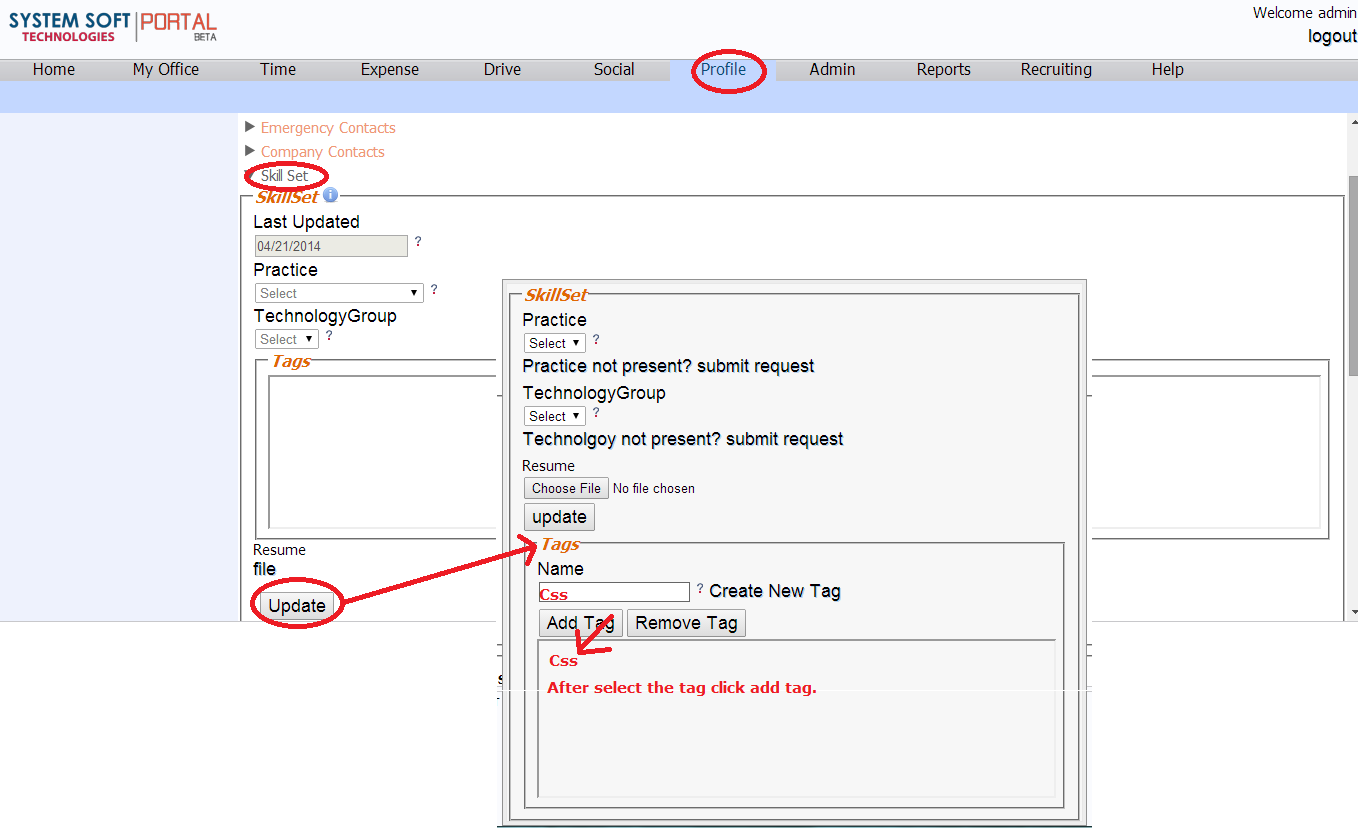 SYSTEM SOFT PORTAL
TECHNOLOGIES BETA
Welcome admin
logout
Home My Office Time Expense Drive Social Profile Admin Reports Recruiting Help
Emergency Contacts
Company Contacts
Skill Set
SkillSet
Last Updated
04/21/2014 ?
Practice
Select ?
TechnologyGroup
Select ?
Tags
Resume
file
Update
SkillSet
Practice
Select ?
Practice not present? submit request
TechnologyGroup
Select ?
Technolgoy not present? submit request
Resume
Choose File No file chosen
update
Tags
Name
Css ? Create New Tag
Add Tag Remove Tag
Css
After select the tag click add tag.